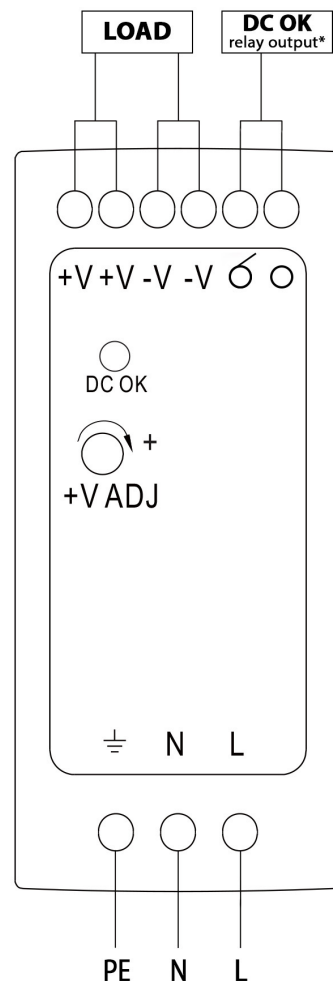 LOAD
DC OK
relay output*
+V +V -V -V
DC OK
+
+V ADJ
N L
PE N L